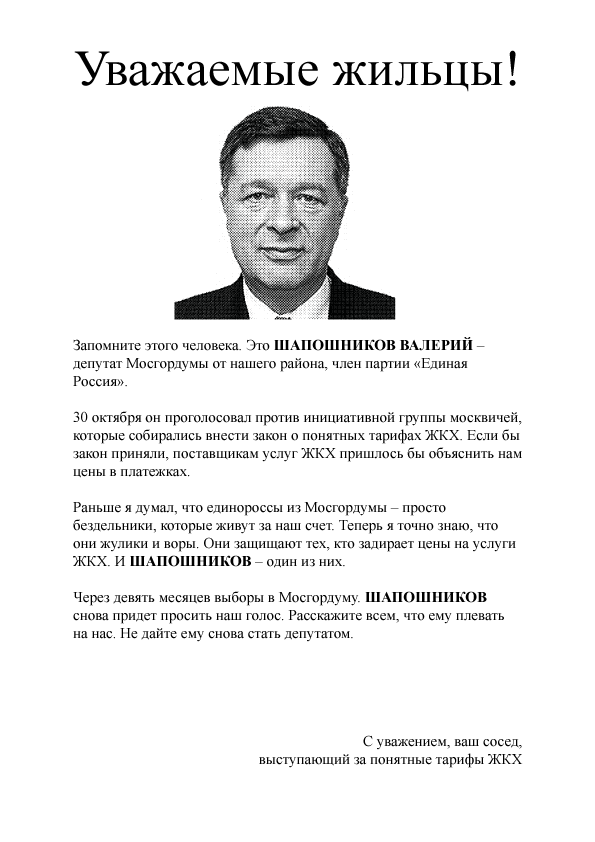 Уважаемые жильцы!
Запомните этого человека. Это ШАПОШНИКОВ ВАЛЕРИЙ –
депутат Мосгордумы от нашего района, член партии «Единая
Россия».
30 октября он проголосовал против инициативной группы москвичей,
которые собирались внести закон о понятных тарифах ЖКХ. Если бы
закон приняли, поставщикам услуг ЖКХ пришлось бы объяснить нам
цены в платежках.
Раньше я думал, что единороссы из Мосгордумы – просто
бездельники, которые живут за наш счет. Теперь я точно знаю, что
они жулики и воры. Они защищают тех, кто задирает цены на услуги
ЖКХ. И ШАПОШНИКОВ – один из них.
Через девять месяцев выборы в Мосгордуму. ШАПОШНИКОВ
снова придет просить наш голос. Расскажите всем, что ему плевать
на нас. Не дайте ему снова стать депутатом.
С уважением, ваш сосед,
выступающий за понятные тарифы ЖКХ